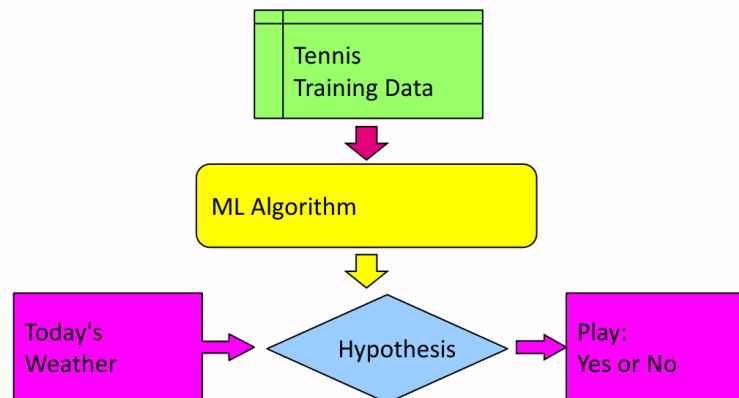 Tennis
Training Data
ML Algorithm
Today's
Weather
Hypothesis
Play:
Yes or No